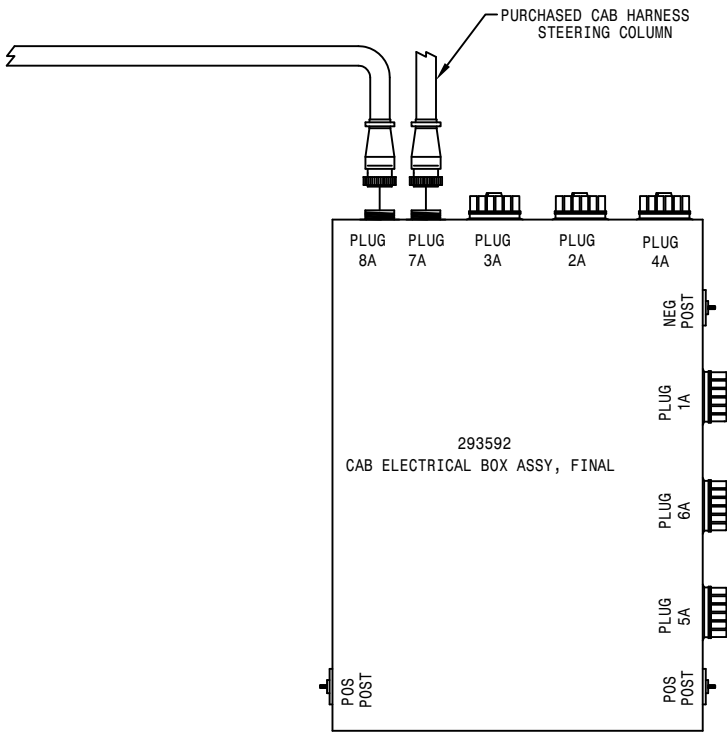 PURCHASED CAB HARNESS
STEERING COLUMN
PLUG
8A
PLUG
7A
PLUG
3A
PLUG
2A
PLUG
4A
NEG
POST
PLUG
1A
293592
CAB ELECTRICAL BOX ASSY, FINAL
PLUG
6A
PLUG
5A
POS
POST
POS
POST